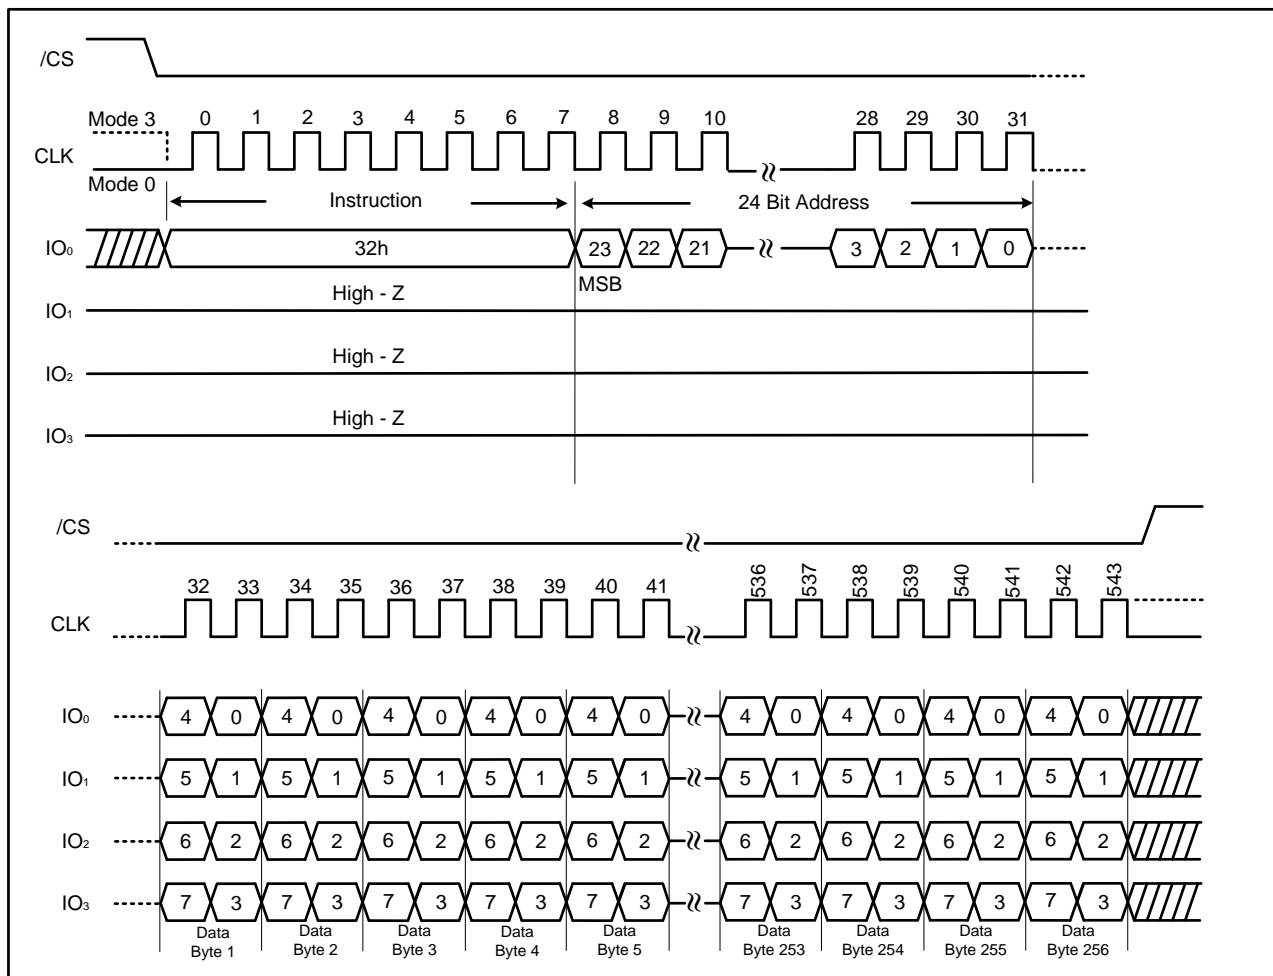 /CS
Mode 3 0 1 2 3 4 5 6 7 8 9 10 28 29 30 31
CLK
Mode 0
Instruction 24 Bit Address
IO0 32h 23 22 21 3 2 1 0
MSB
High - Z
IO1
High - Z
IO2
High - Z
IO3
/CS
32 33 34 35 36 37 38 39 40 41 536 537 538 539 540 541 542 543
CLK
IO0 4 0 4 0 4 0 4 0 4 0 4 0 4 0 4 0 4 0
IO1 5 1 5 1 5 1 5 1 5 1 5 1 5 1 5 1 5 1
IO2 6 2 6 2 6 2 6 2 6 2 6 2 6 2 6 2 6 2
IO3 7 3 7 3 7 3 7 3 7 3 7 3 7 3 7 3 7 3
Data Data Data Data Data Data Data Data Data
Byte 1 Byte 2 Byte 3 Byte 4 Byte 5 Byte 253 Byte 254 Byte 255 Byte 256